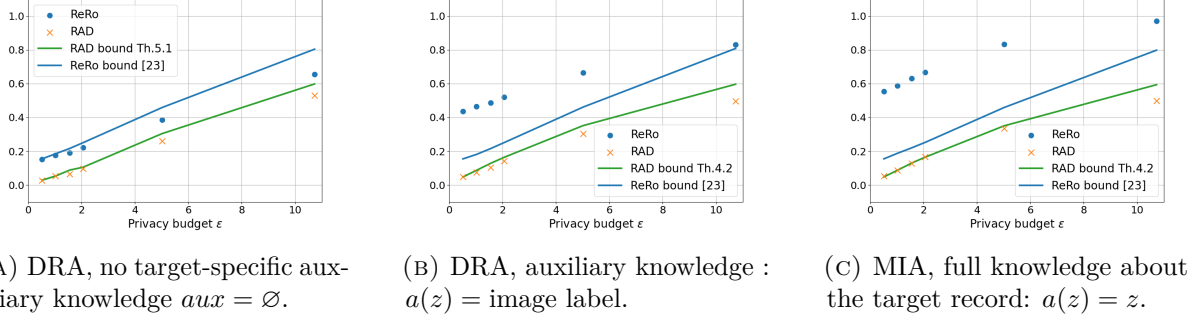 1.0
0.8
0.6
0.4
0.2
0.0
ReRo
RAD
RAD bound Th.5.1
ReRo bound [23]
0 2 4 6 8 10
Privacy budget ε
1.0
0.8
0.6
0.4
0.2
0.0
ReRo
RAD
RAD bound Th.4.2
ReRo bound [23]
0 2 4 6 8 10
Privacy budget ε
1.0
0.8
0.6
0.4
0.2
0.0
ReRo
RAD
RAD bound Th.4.2
ReRo bound [23]
0 2 4 6 8 10
Privacy budget ε
) DRA, no target-specific aux-
iary knowledge aux = ∅.
(B) DRA, auxiliary knowledge :
a(z) = image label.
(C) MIA, full knowledge about
the target record: a(z) = z.